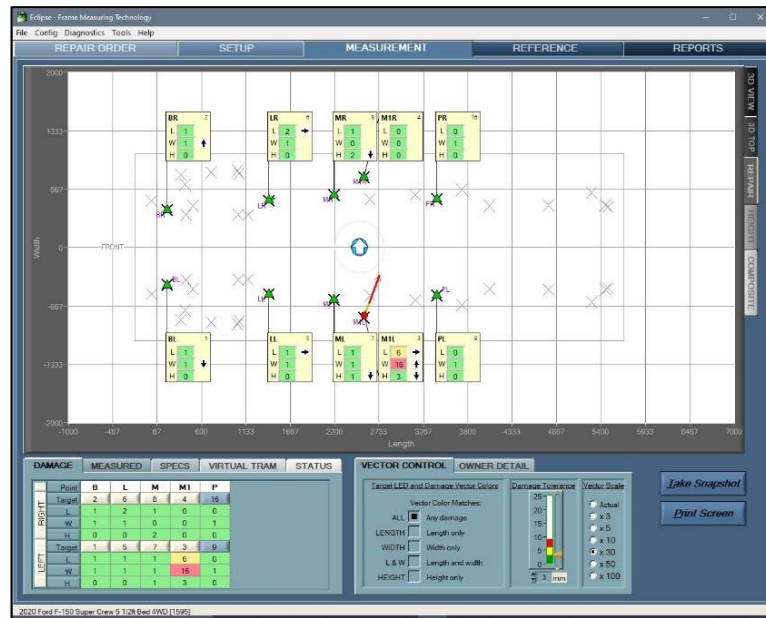 Eclipse - Frame Measuring Technology
File Config Diagnostics Tools Help
REPAIR ORDER SETUP MEASUREMENT REFERENCE REPORTS
3D VIEW
3D TOP
REPAIR
HEIGHT
COMPOSITE
2000
1333
667
0
-667
-1333
-2000
Width
FRONT
BR 2
L 1
W 1
H 0
LR 6
L 2
W 1
H 0
MR 8
L 1
W 0
H 2
M1R 4
L 0
W 0
H 0
PR 16
L 0
W 1
H 0
BR
LR
MR
PR
BL
LL
PL
BL 1
L 1
W 1
H 0
LL 5
L 1
W 1
H 0
ML 7
L 1
W 1
H 1
M1L 3
L 6
W 16
H 3
PL 9
L 0
W 1
H 0
-1000 -467 67 600 1133 1667 2200 2733 3267 3800 4333 4867 5400 5933 6467 7000
Length
DAMAGE MEASURED SPECS VIRTUAL TRAM STATUS
Point B L M M1 P
RIGHT
Target 2 6 8 4 16
L 1 2 1 0 0
W 1 1 0 0 1
H 0 0 2 0 0
LEFT
Target 1 5 7 3 9
L 1 1 1 6 0
W 1 1 1 16 1
H 0 0 1 3 0
VECTOR CONTROL OWNER DETAIL
Target LED and Damage Vector Colors
Vector Color Matches:
ALL Any damage
LENGTH Length only
WIDTH Width only
L & W Length and width
HEIGHT Height only
Damage Tolerance
25
20
15
10
5
0
3 mm
Vector Scale
Actual
x 3
x 5
x 10
x 30
x 50
x 100
Take Snapshot
Print Screen
2020 Ford F-150 Super Crew 5 1/2ft Bed 4WD [1595]